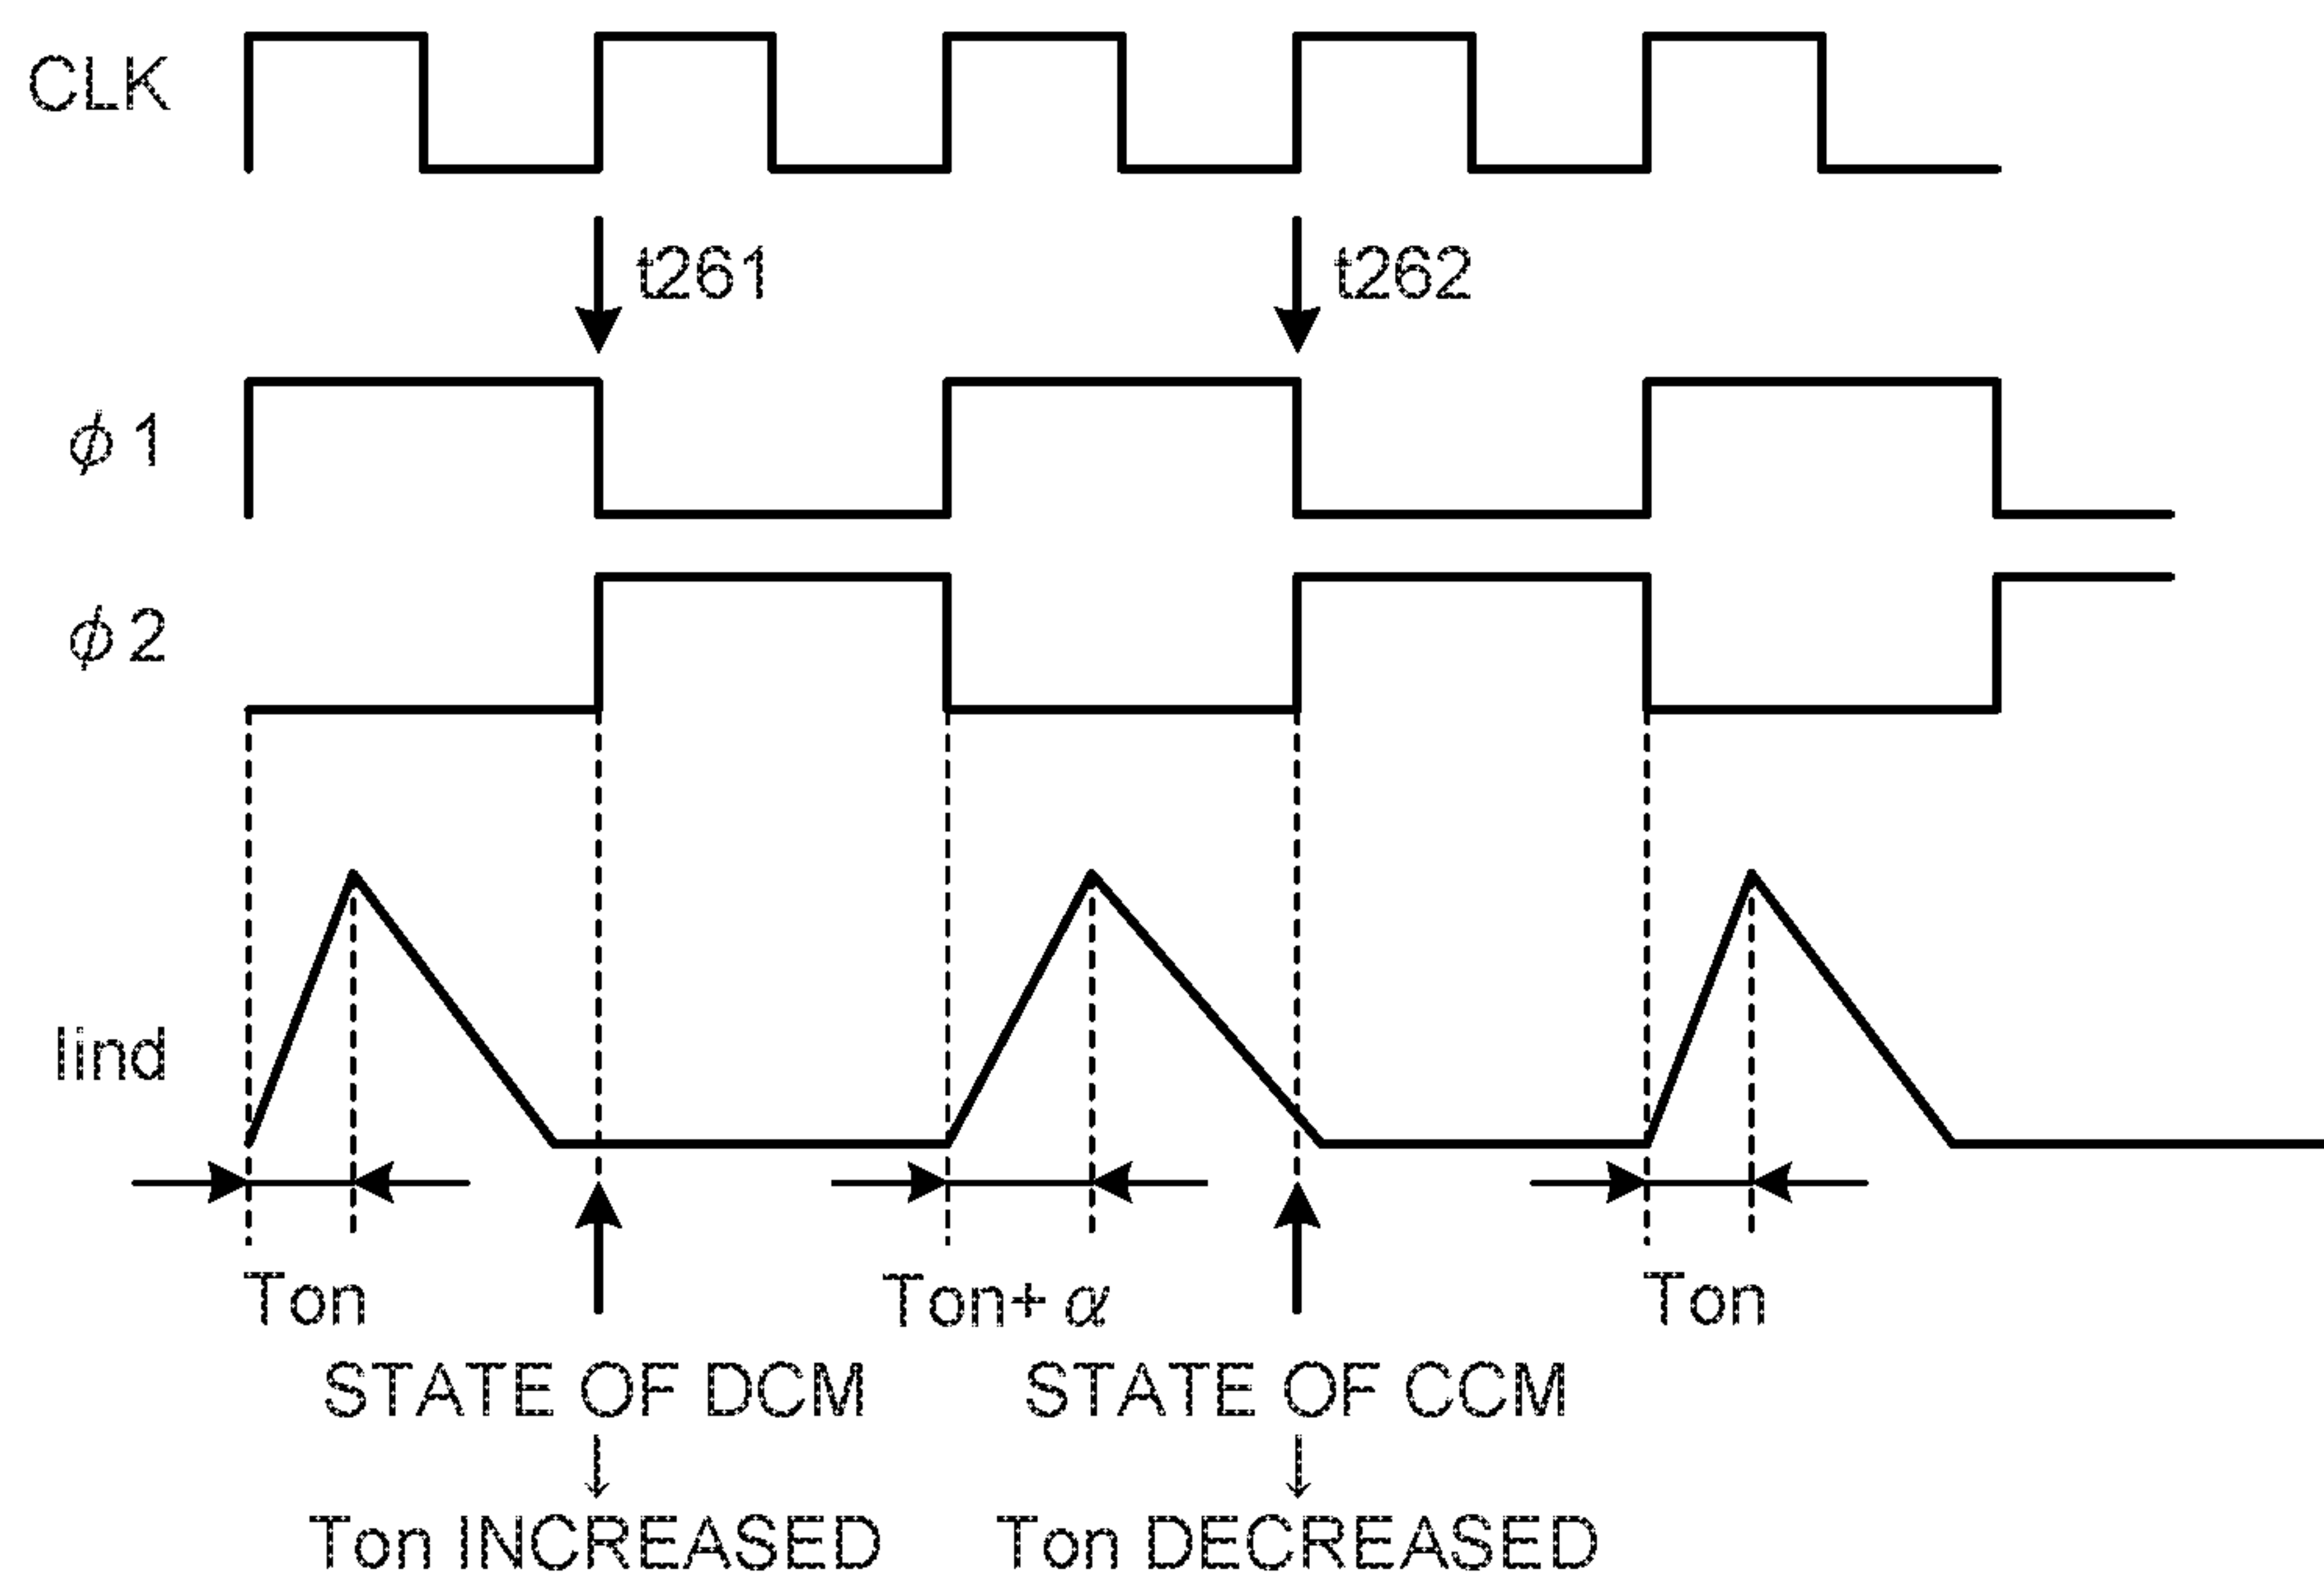 CLK
t261 t262
ϕ1
ϕ2
Iind
Ton Ton+α Ton
STATE OF DCM STATE OF CCM
↓ ↓
Ton INCREASED Ton DECREASED